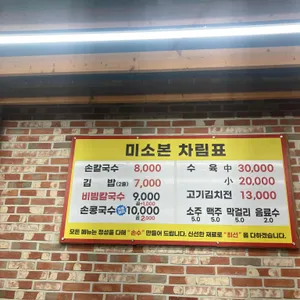 미소본 차림표
손칼국수 8,000
김 밥(2줄) 7,000
비빔칼국수 9,000
손콩국수 10,000
수 육 中 30,000
小 20,000
고기김치전 13,000
소주 맥주 막걸리 음료수
5.0 5.0 5.0 2.0
모든 메뉴는 정성을 다해 "손수" 만들어 드립니다. 신선한 재료로 "최선"을 다하겠습니다.